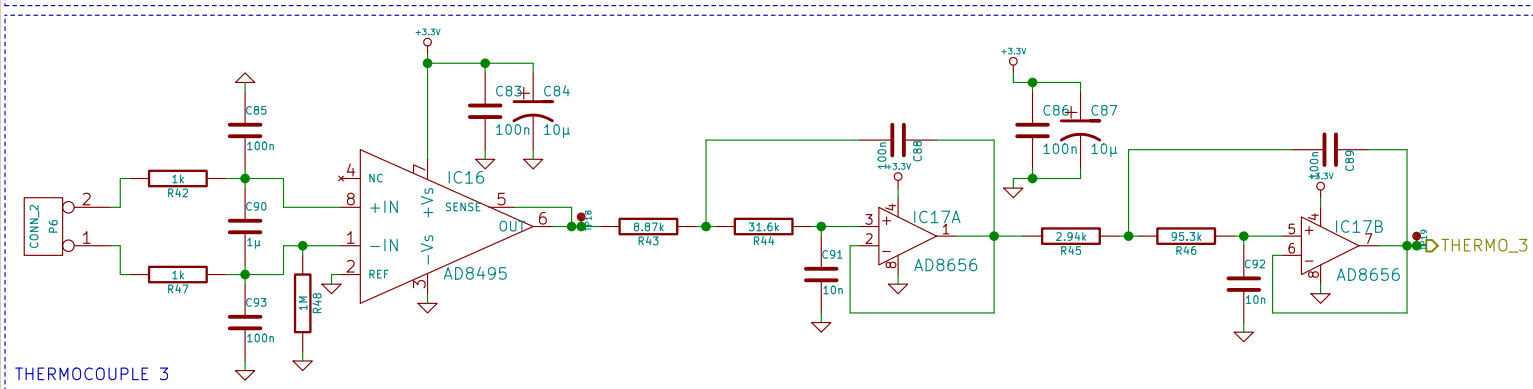 +3.3V
+3.3V
C85
100n
C83
100n
C84
10µ
C86
100n
C87
10µ
100n
C88
+3.3V
100n
C89
+3.3V
CONN_2
P6
2
1
1k
R42
1k
R47
C90
1µ
C93
100n
1M
R48
4
NC
8
+IN
1
-IN
2
REF
7
+Vs
-Vs
3
IC16
SENSE
5
OUT
6
AD8495
8.87k
R43
31.6k
R44
C91
10n
3
+
2
-
4
8
1
IC17A
AD8656
2.94k
R45
95.3k
R46
C92
10n
5
+
6
-
4
8
7
IC17B
AD8656
THERMO_3
THERMOCOUPLE 3